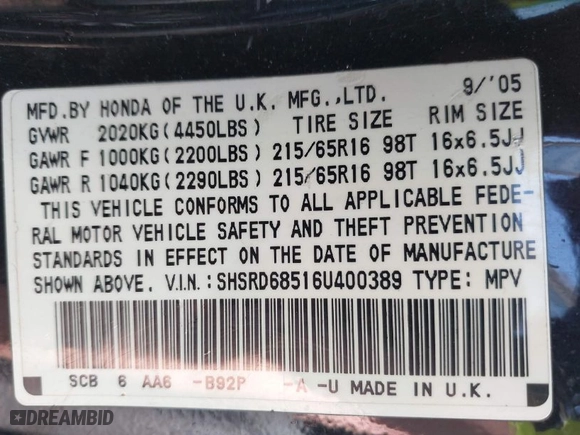 9/'05
MFD.BY HONDA OF THE U.K. MFG.,LTD.
GVWR 2020KG(4450LBS) TIRE SIZE RIM SIZE
GAWR F 1000KG(2200LBS) 215/65R16 98T 16x6.5JJ
GAWR R 1040KG(2290LBS) 215/65R16 98T 16x6.5JJ
THIS VEHICLE CONFORMS TO ALL APPLICABLE FEDE-
RAL MOTOR VEHICLE SAFETY AND THEFT PREVENTION
STANDARDS IN EFFECT ON THE DATE OF MANUFACTURE
SHOWN ABOVE. V.I.N.:SHSRD68516U400389 TYPE: MPV
SCB 6 AA6 -B92P -A -U MADE IN U.K.
DREAMBID